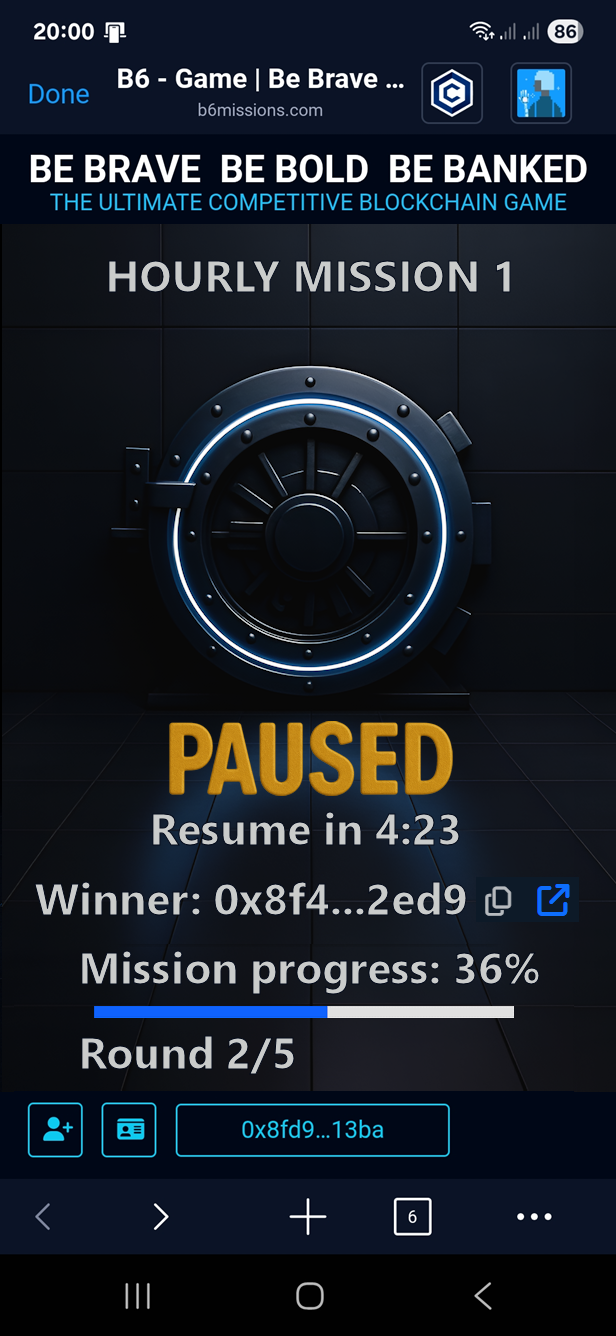 20:00
86
Done
B6 - Game | Be Brave ...
b6missions.com
BE BRAVE BE BOLD BE BANKED
THE ULTIMATE COMPETITIVE BLOCKCHAIN GAME
HOURLY MISSION 1
PAUSED
Resume in 4:23
Winner: 0x8f4...2ed9
Mission progress: 36%
Round 2/5
0x8fd9...13ba
6